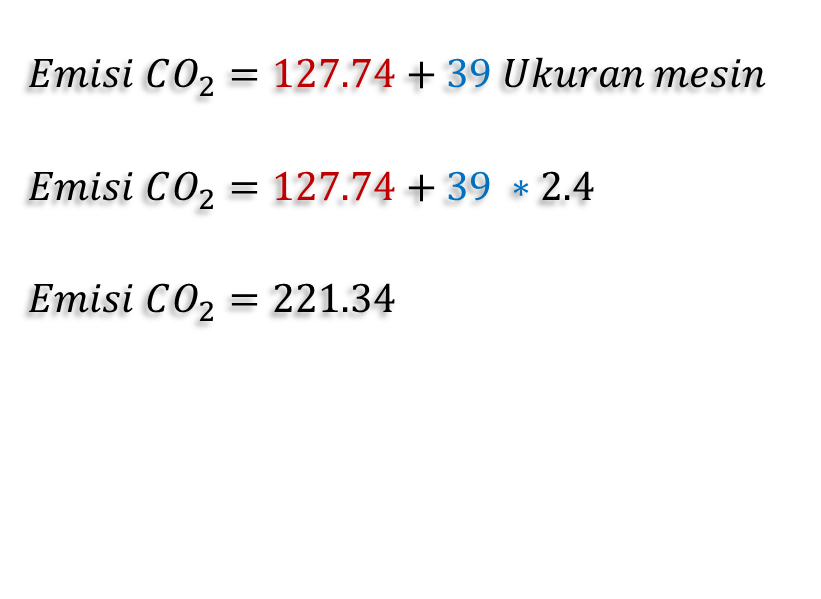 Emisi CO₂ = 127.74 + 39 Ukuran mesin
Emisi CO₂ = 127.74 + 39 * 2.4
Emisi CO₂ = 221.34